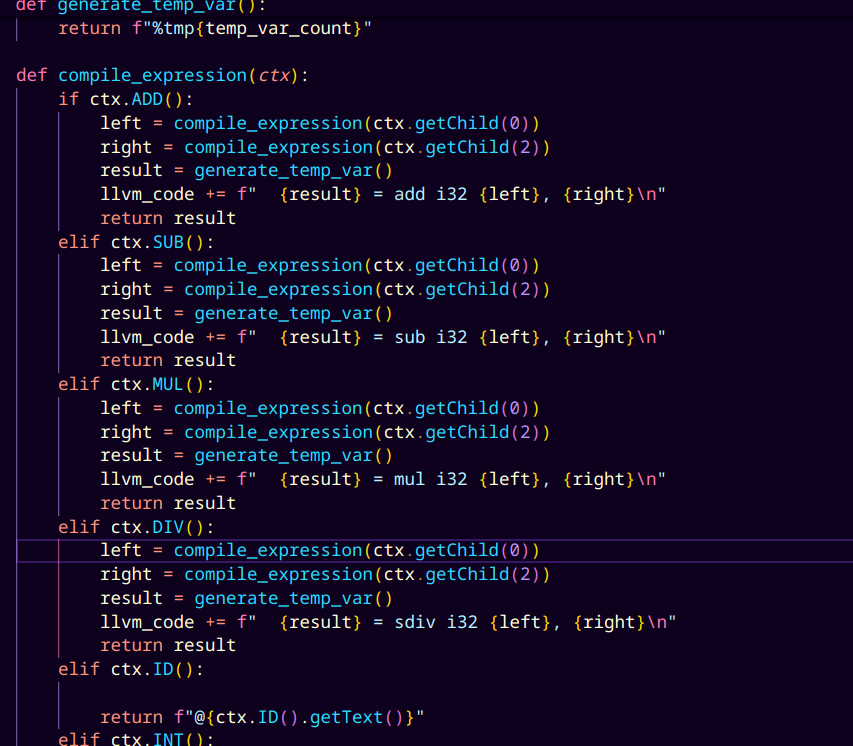 def generate_temp_var():
    return f"%tmp{temp_var_count}"

def compile_expression(ctx):
    if ctx.ADD():
        left = compile_expression(ctx.getChild(0))
        right = compile_expression(ctx.getChild(2))
        result = generate_temp_var()
        llvm_code += f"  {result} = add i32 {left}, {right}\n"
        return result
    elif ctx.SUB():
        left = compile_expression(ctx.getChild(0))
        right = compile_expression(ctx.getChild(2))
        result = generate_temp_var()
        llvm_code += f"  {result} = sub i32 {left}, {right}\n"
        return result
    elif ctx.MUL():
        left = compile_expression(ctx.getChild(0))
        right = compile_expression(ctx.getChild(2))
        result = generate_temp_var()
        llvm_code += f"  {result} = mul i32 {left}, {right}\n"
        return result
    elif ctx.DIV():
        left = compile_expression(ctx.getChild(0))
        right = compile_expression(ctx.getChild(2))
        result = generate_temp_var()
        llvm_code += f"  {result} = sdiv i32 {left}, {right}\n"
        return result
    elif ctx.ID():

        return f"@{ctx.ID().getText()}"
    elif ctx.INT():